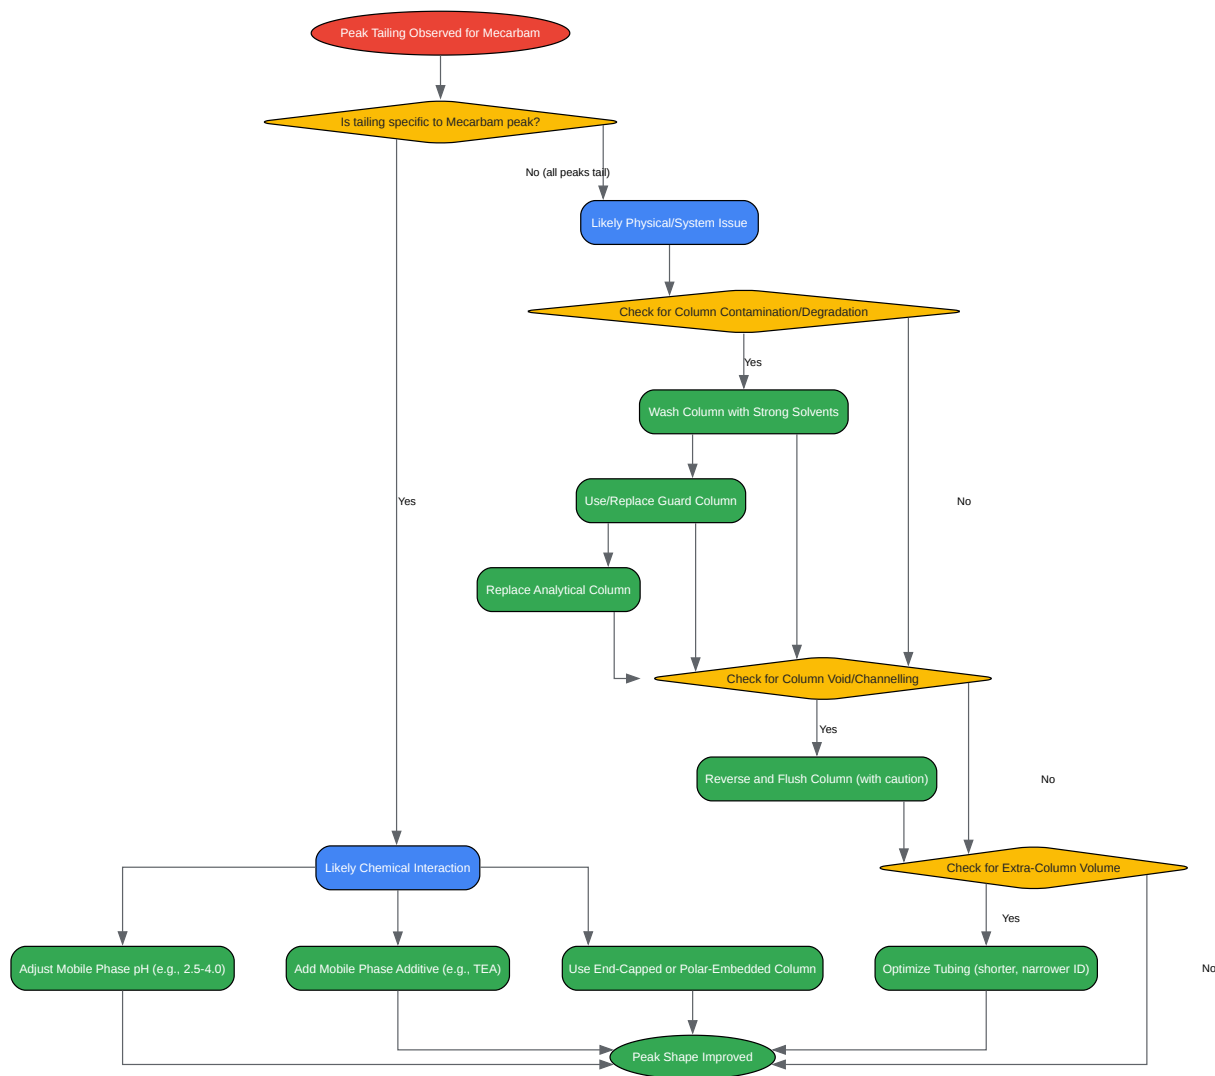 Peak Tailing Observed for Mecarbam
Is tailing specific to Mecarbam peak?
No (all peaks tail)
Likely Physical/System Issue
Check for Column Contamination/Degradation
Yes
Wash Column with Strong Solvents
Use/Replace Guard Column
Yes
No
Replace Analytical Column
Check for Column Void/Channelling
Yes
Reverse and Flush Column (with caution)
No
Likely Chemical Interaction
Check for Extra-Column Volume
Yes
Adjust Mobile Phase pH (e.g., 2.5-4.0)
Add Mobile Phase Additive (e.g., TEA)
Use End-Capped or Polar-Embedded Column
Optimize Tubing (shorter, narrower ID)
No
Peak Shape Improved